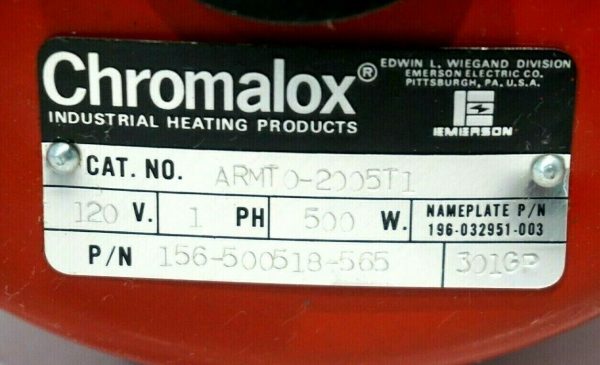 Chromalox®
INDUSTRIAL HEATING PRODUCTS
EDWIN L. WIEGAND DIVISION
EMERSON ELECTRIC CO.
PITTSBURGH, PA. U.S.A.
EMERSON
CAT. NO. ARMTO-2005T1
120 V. 1 PH 500 W.
NAMEPLATE P/N
196-032951-003
P/N 156-500518-565
301GP